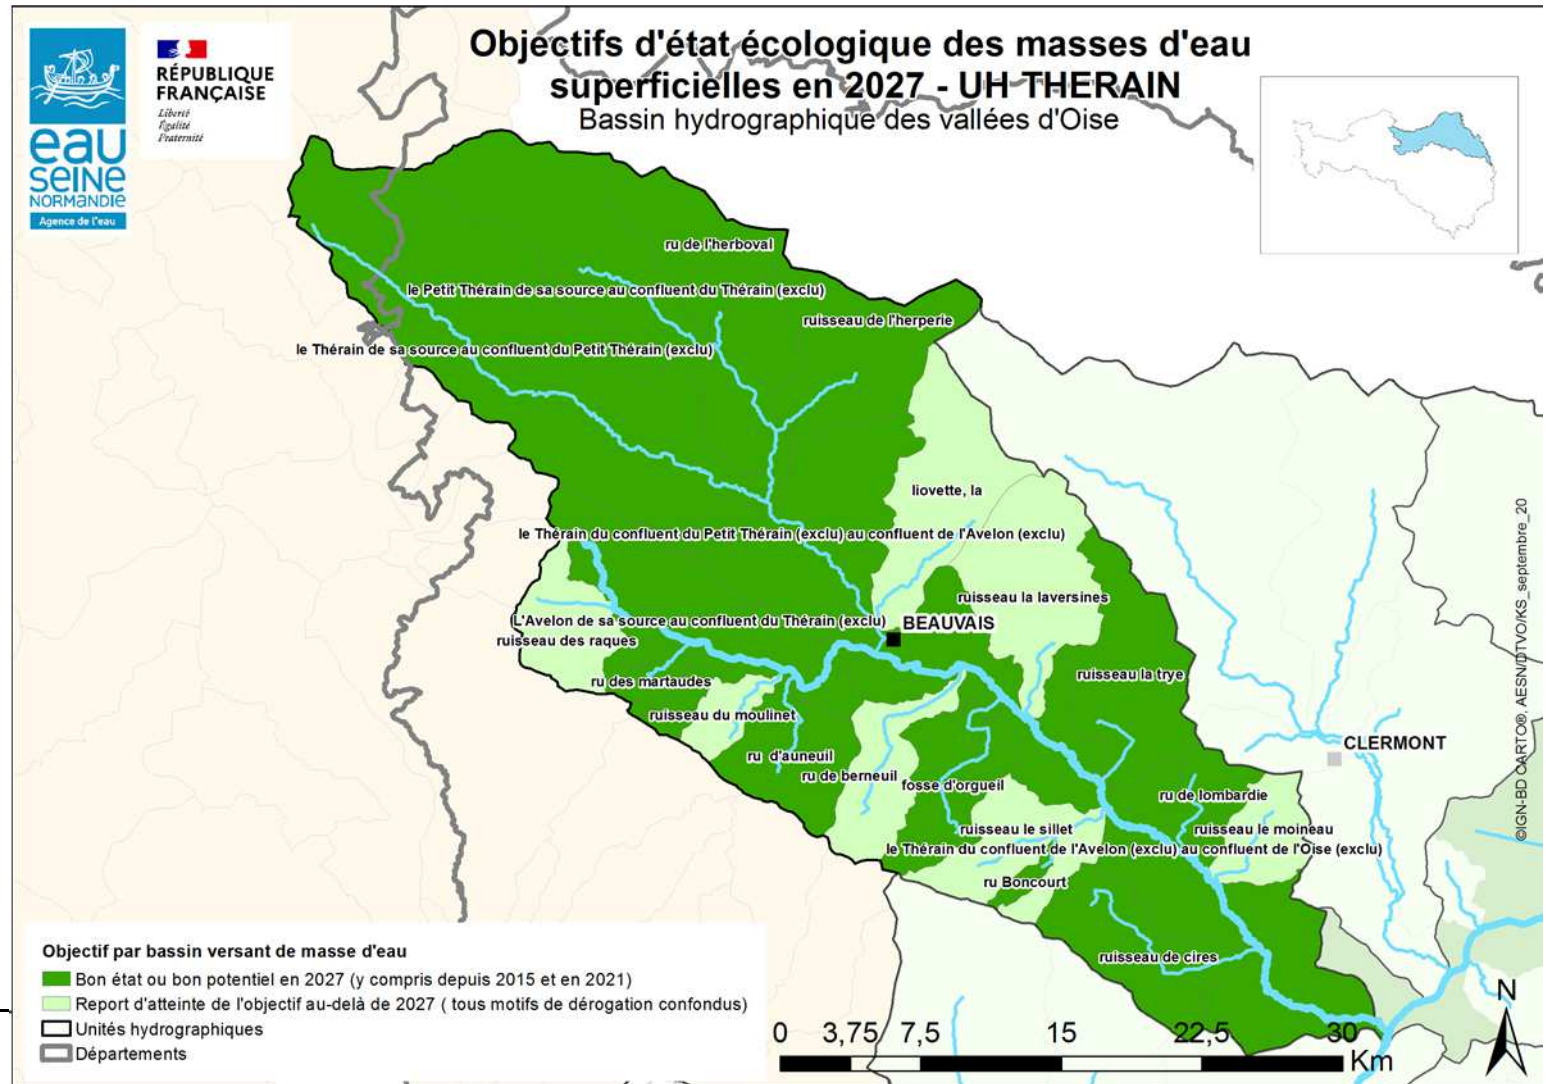 eau
SEINE
NORMANDIE
Agence de l'eau
RÉPUBLIQUE
FRANÇAISE
Liberté
Égalité
Fraternité
Objectifs d'état écologique des masses d'eau
superficielles en 2027 - UH THERAIN
Bassin hydrographique des vallées d'Oise
ru de l'herboval
le Petit Thérain de sa source au confluent du Thérain (exclu)
ruisseau de l'herperie
le Thérain de sa source au confluent du Petit Thérain (exclu)
liovette, la
le Thérain du confluent du Petit Thérain (exclu) au confluent de l'Avelon (exclu)
ruisseau la laversines
L'Avelon de sa source au confluent du Thérain (exclu)
BEAUVAIS
ruisseau des raques
ruisseau la trye
ru des martaudes
ruisseau du moulinet
CLERMONT
ru d'auneuil
ru de berneuil
fosse d'orgueil
ru de lombardie
ruisseau le sillet
ruisseau le moineau
le Thérain du confluent de l'Avelon (exclu) au confluent de l'Oise (exclu)
ru Boncourt
ruisseau de cires
©IGN-BD CARTO®, AESN/DTVO/KS_septembre_20
Objectif par bassin versant de masse d'eau
Bon état ou bon potentiel en 2027 (y compris depuis 2015 et en 2021)
Report d'atteinte de l'objectif au-delà de 2027 ( tous motifs de dérogation confondus)
Unités hydrographiques
Départements
0 3,75 7,5 15 22,5 30
Km
N